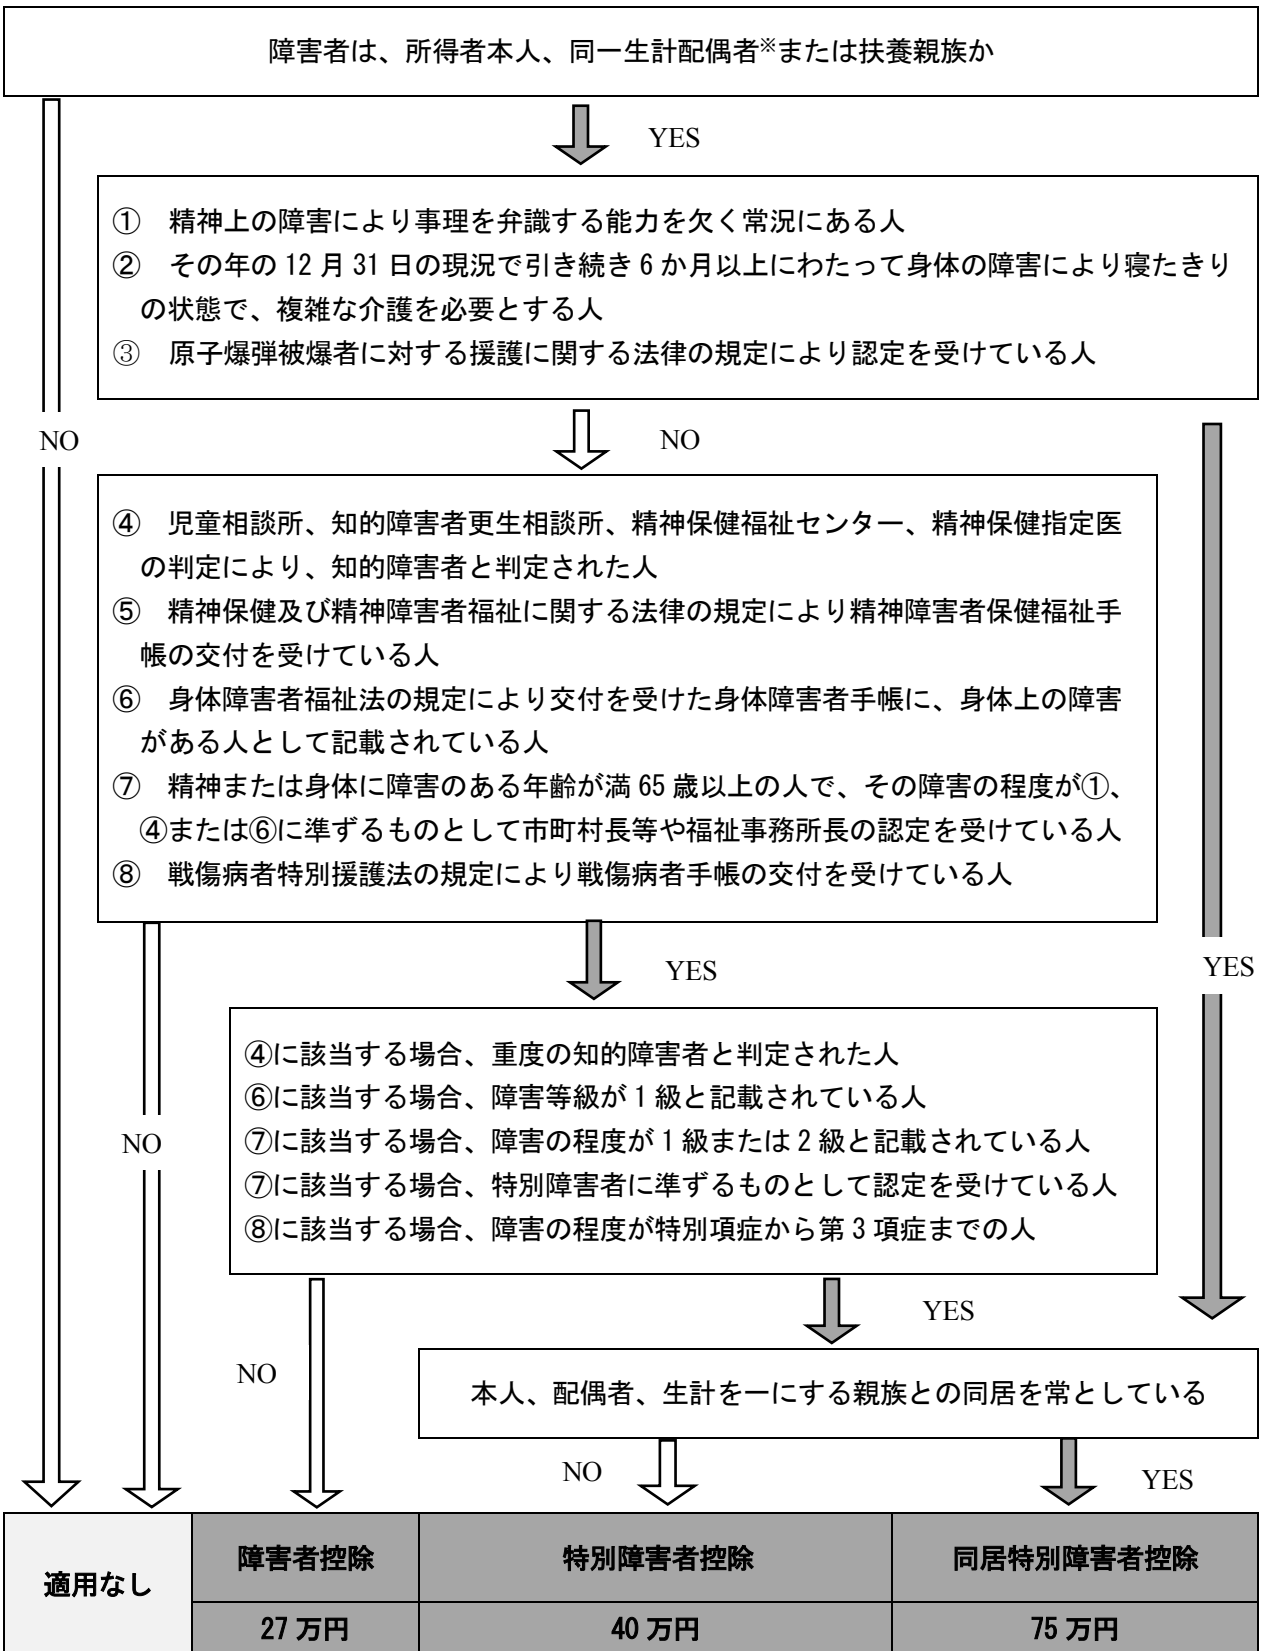 障害者は、所得者本人、同一生計配偶者※または扶養親族か
YES
① 精神上の障害により事理を弁識する能力を欠く常況にある人
② その年の 12 月 31 日の現況で引き続き 6 か月以上にわたって身体の障害により寝たきり
の状態で、複雑な介護を必要とする人
③ 原子爆弾被爆者に対する援護に関する法律の規定により認定を受けている人
NO
NO
④ 児童相談所、知的障害者更生相談所、精神保健福祉センター、精神保健指定医
の判定により、知的障害者と判定された人
⑤ 精神保健及び精神障害者福祉に関する法律の規定により精神障害者保健福祉手
帳の交付を受けている人
⑥ 身体障害者福祉法の規定により交付を受けた身体障害者手帳に、身体上の障害
がある人として記載されている人
⑦ 精神または身体に障害のある年齢が満 65 歳以上の人で、その障害の程度が①、
④または⑥に準ずるものとして市町村長等や福祉事務所長の認定を受けている人
⑧ 戦傷病者特別援護法の規定により戦傷病者手帳の交付を受けている人
YES
YES
④に該当する場合、重度の知的障害者と判定された人
⑥に該当する場合、障害等級が 1 級と記載されている人
⑦に該当する場合、障害の程度が 1 級または 2 級と記載されている人
⑦に該当する場合、特別障害者に準ずるものとして認定を受けている人
⑧に該当する場合、障害の程度が特別項症から第 3 項症までの人
NO
YES
NO
本人、配偶者、生計を一にする親族との同居を常としている
NO
YES
適用なし
障害者控除
特別障害者控除
同居特別障害者控除
27 万円
40 万円
75 万円